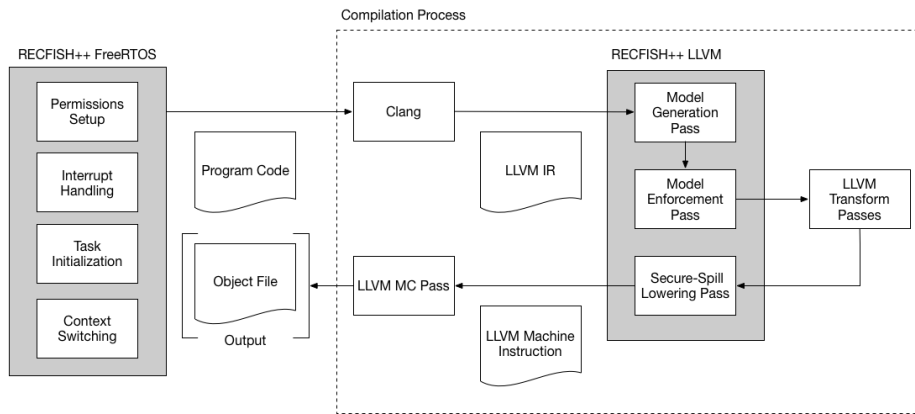 Compilation Process
RECFISH++ FreeRTOS
Permissions
Setup
Interrupt
Handling
Task
Initialization
Context
Switching
Program Code
Object File
Output
Clang
LLVM IR
LLVM MC Pass
LLVM Machine
Instruction
RECFISH++ LLVM
Model
Generation
Pass
Model
Enforcement
Pass
Secure-Spill
Lowering Pass
LLVM
Transform
Passes